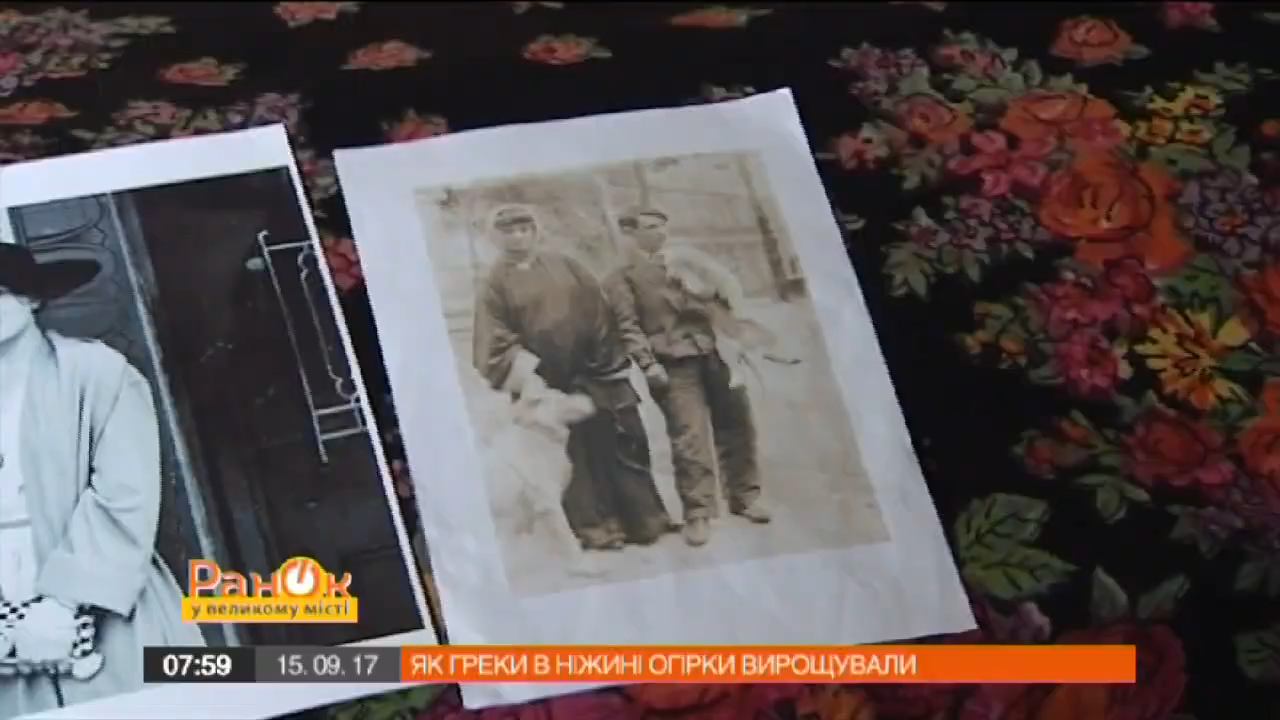 Ранок
у великому місті
07:59 15. 09. 17 ЯК ГРЕКИ В НІЖИНІ ОГІРКИ ВИРОЩУВАЛИ